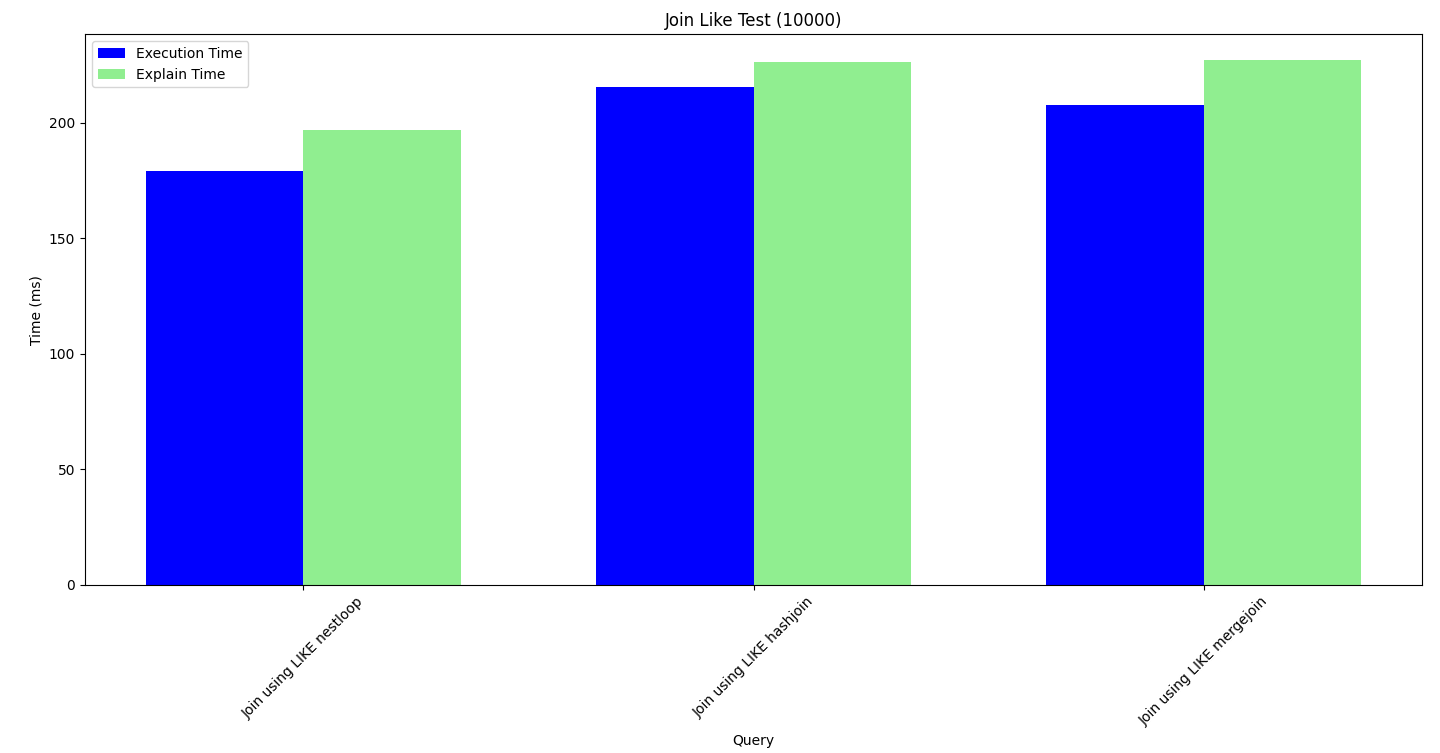 Join Like Test (10000)
Execution Time
Explain Time
Time (ms)
200
150
100
50
0
Join using LIKE nestloop
Join using LIKE hashjoin
Join using LIKE mergejoin
Query